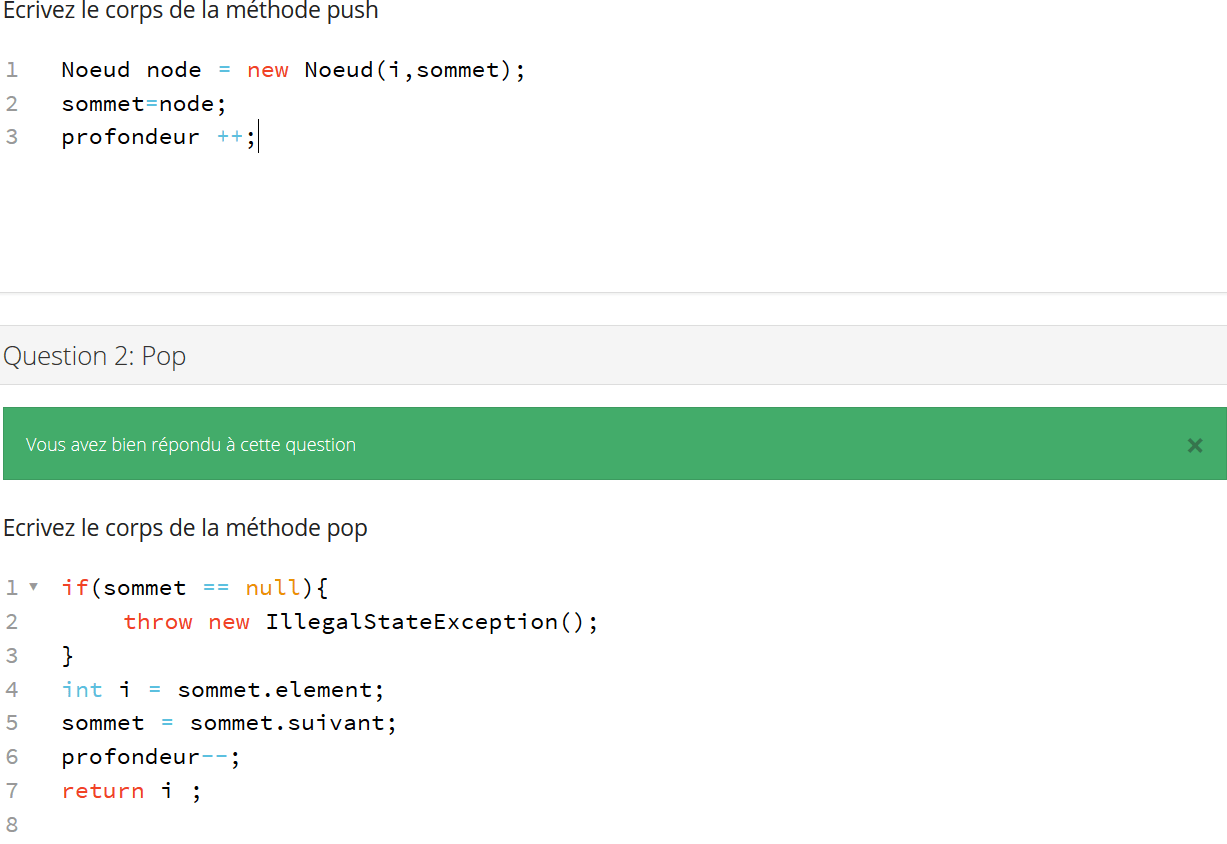 Ecrivez le corps de la méthode push
1 Noeud node = new Noeud(i,sommet);
2 sommet=node;
3 profondeur ++;
Question 2: Pop
Vous avez bien répondu à cette question ×
Ecrivez le corps de la méthode pop
1 ▾ if(sommet == null){
2 throw new IllegalStateException();
3 }
4 int i = sommet.element;
5 sommet = sommet.suivant;
6 profondeur--;
7 return i ;
8